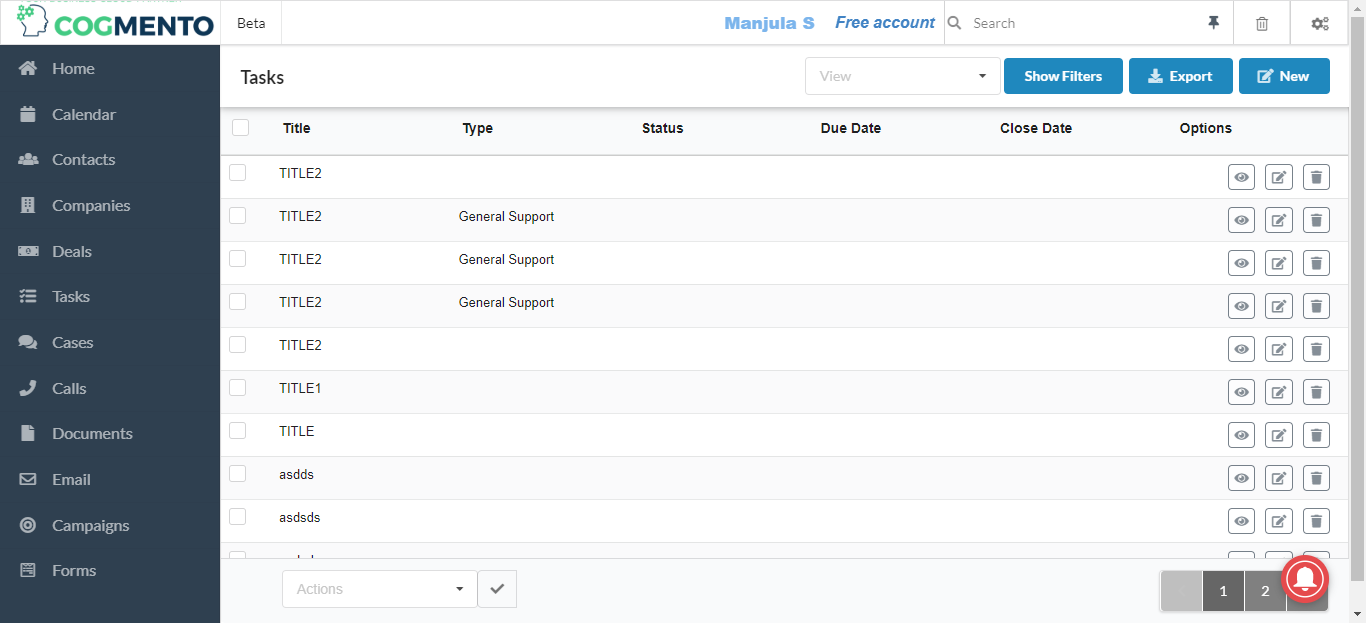 COGMENTO
Beta
Manjula S
Free account
Search
Home
Calendar
Contacts
Companies
Deals
Tasks
Cases
Calls
Documents
Email
Campaigns
Forms
Tasks
View
Show Filters
Export
New
Title Type Status Due Date Close Date Options
TITLE2
TITLE2 General Support
TITLE2 General Support
TITLE2 General Support
TITLE2
TITLE1
TITLE
asdds
asdsds
Actions
1 2